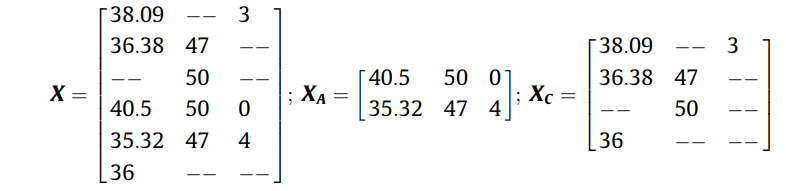 X = [38.09 −− 3
36.38 47 −−
−− 50 −−
40.5 50 0
35.32 47 4
36 −− −−] ; X_A = [40.5 50 0
35.32 47 4] ; X_C = [38.09 −− 3
36.38 47 −−
−− 50 −−
36 −− −−]